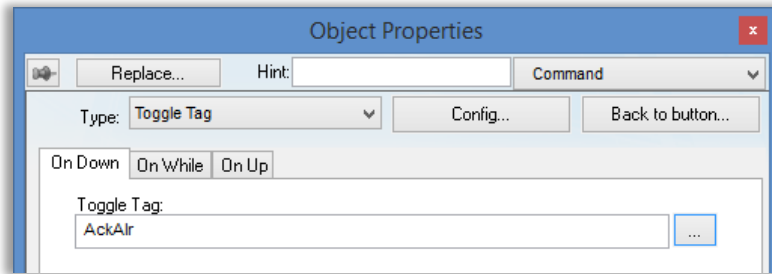 Object Properties
x
Replace... Hint: Command
Type: Toggle Tag Config... Back to button...
On Down On While On Up
Toggle Tag:
AckAlr ...